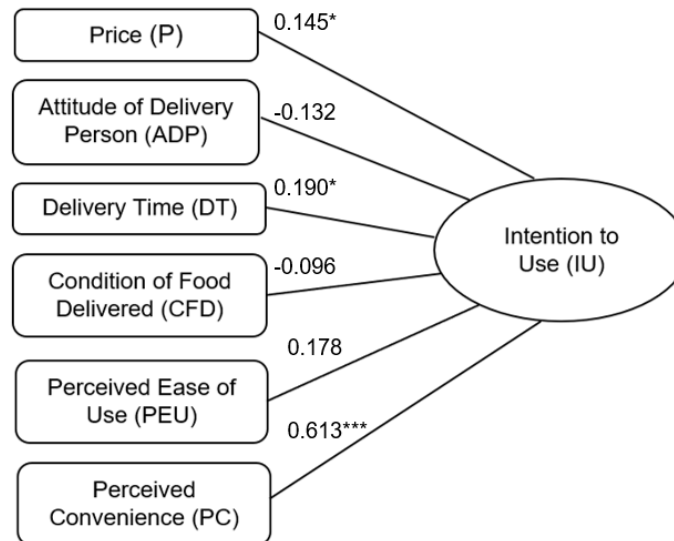 0.145*
Price (P)
Attitude of Delivery
Person (ADP)
-0.132
Delivery Time (DT)
0.190*
Intention to
Use (IU)
Condition of Food
Delivered (CFD)
-0.096
Perceived Ease of
Use (PEU)
0.178
0.613***
Perceived
Convenience (PC)